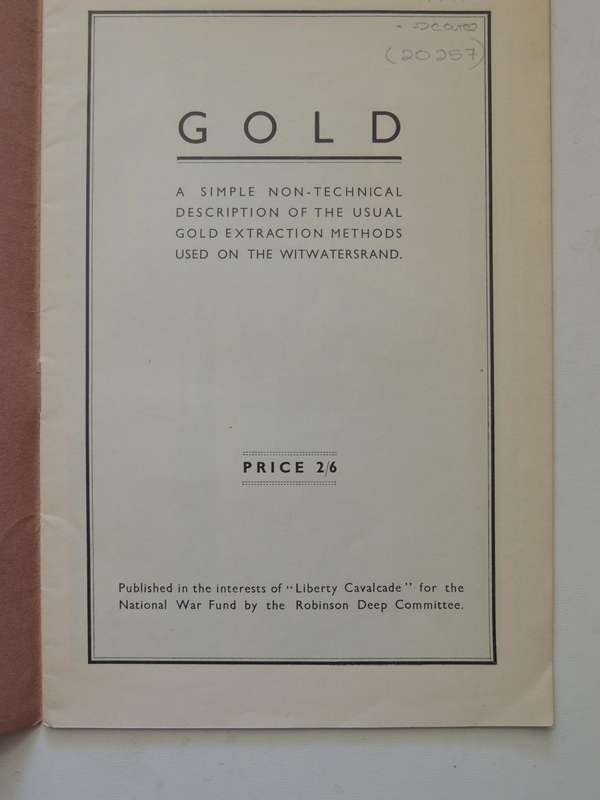 - scarce
(20257)
GOLD
A SIMPLE NON-TECHNICAL
DESCRIPTION OF THE USUAL
GOLD EXTRACTION METHODS
USED ON THE WITWATERSRAND.
PRICE 2/6
Published in the interests of "Liberty Cavalcade" for the
National War Fund by the Robinson Deep Committee.